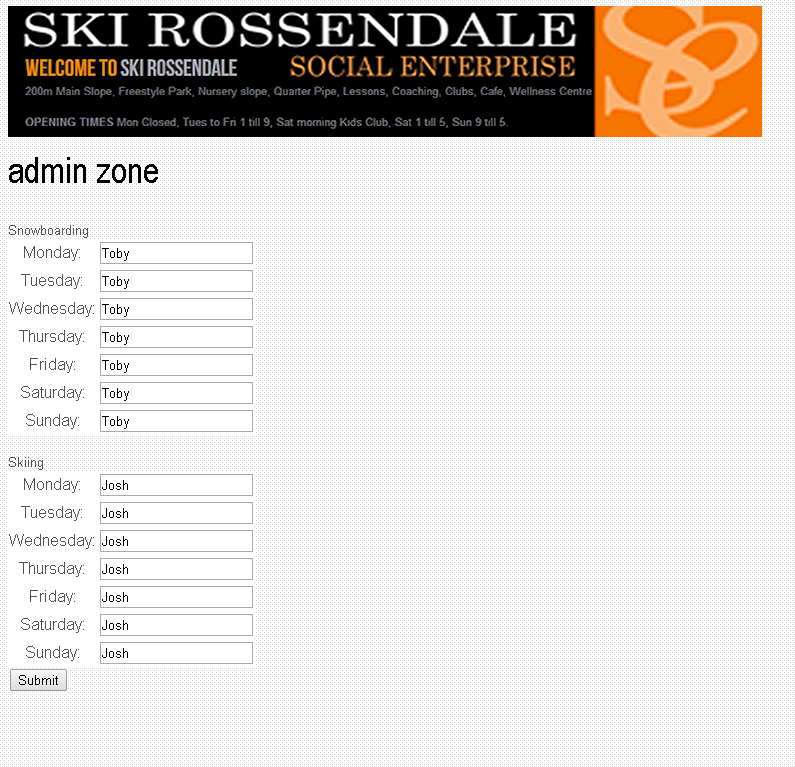 SKI ROSSENDALE
WELCOME TO SKI ROSSENDALE SOCIAL ENTERPRISE
200m Main Slope, Freestyle Park, Nursery slope, Quarter Pipe, Lessons, Coaching, Clubs, Cafe, Wellness Centre
OPENING TIMES Mon Closed, Tues to Fri 1 till 9, Sat morning Kids Club, Sat 1 till 5, Sun 9 till 5.
admin zone
Snowboarding
Monday: Toby
Tuesday: Toby
Wednesday: Toby
Thursday: Toby
Friday: Toby
Saturday: Toby
Sunday: Toby
Skiing
Monday: Josh
Tuesday: Josh
Wednesday: Josh
Thursday: Josh
Friday: Josh
Saturday: Josh
Sunday: Josh
Submit